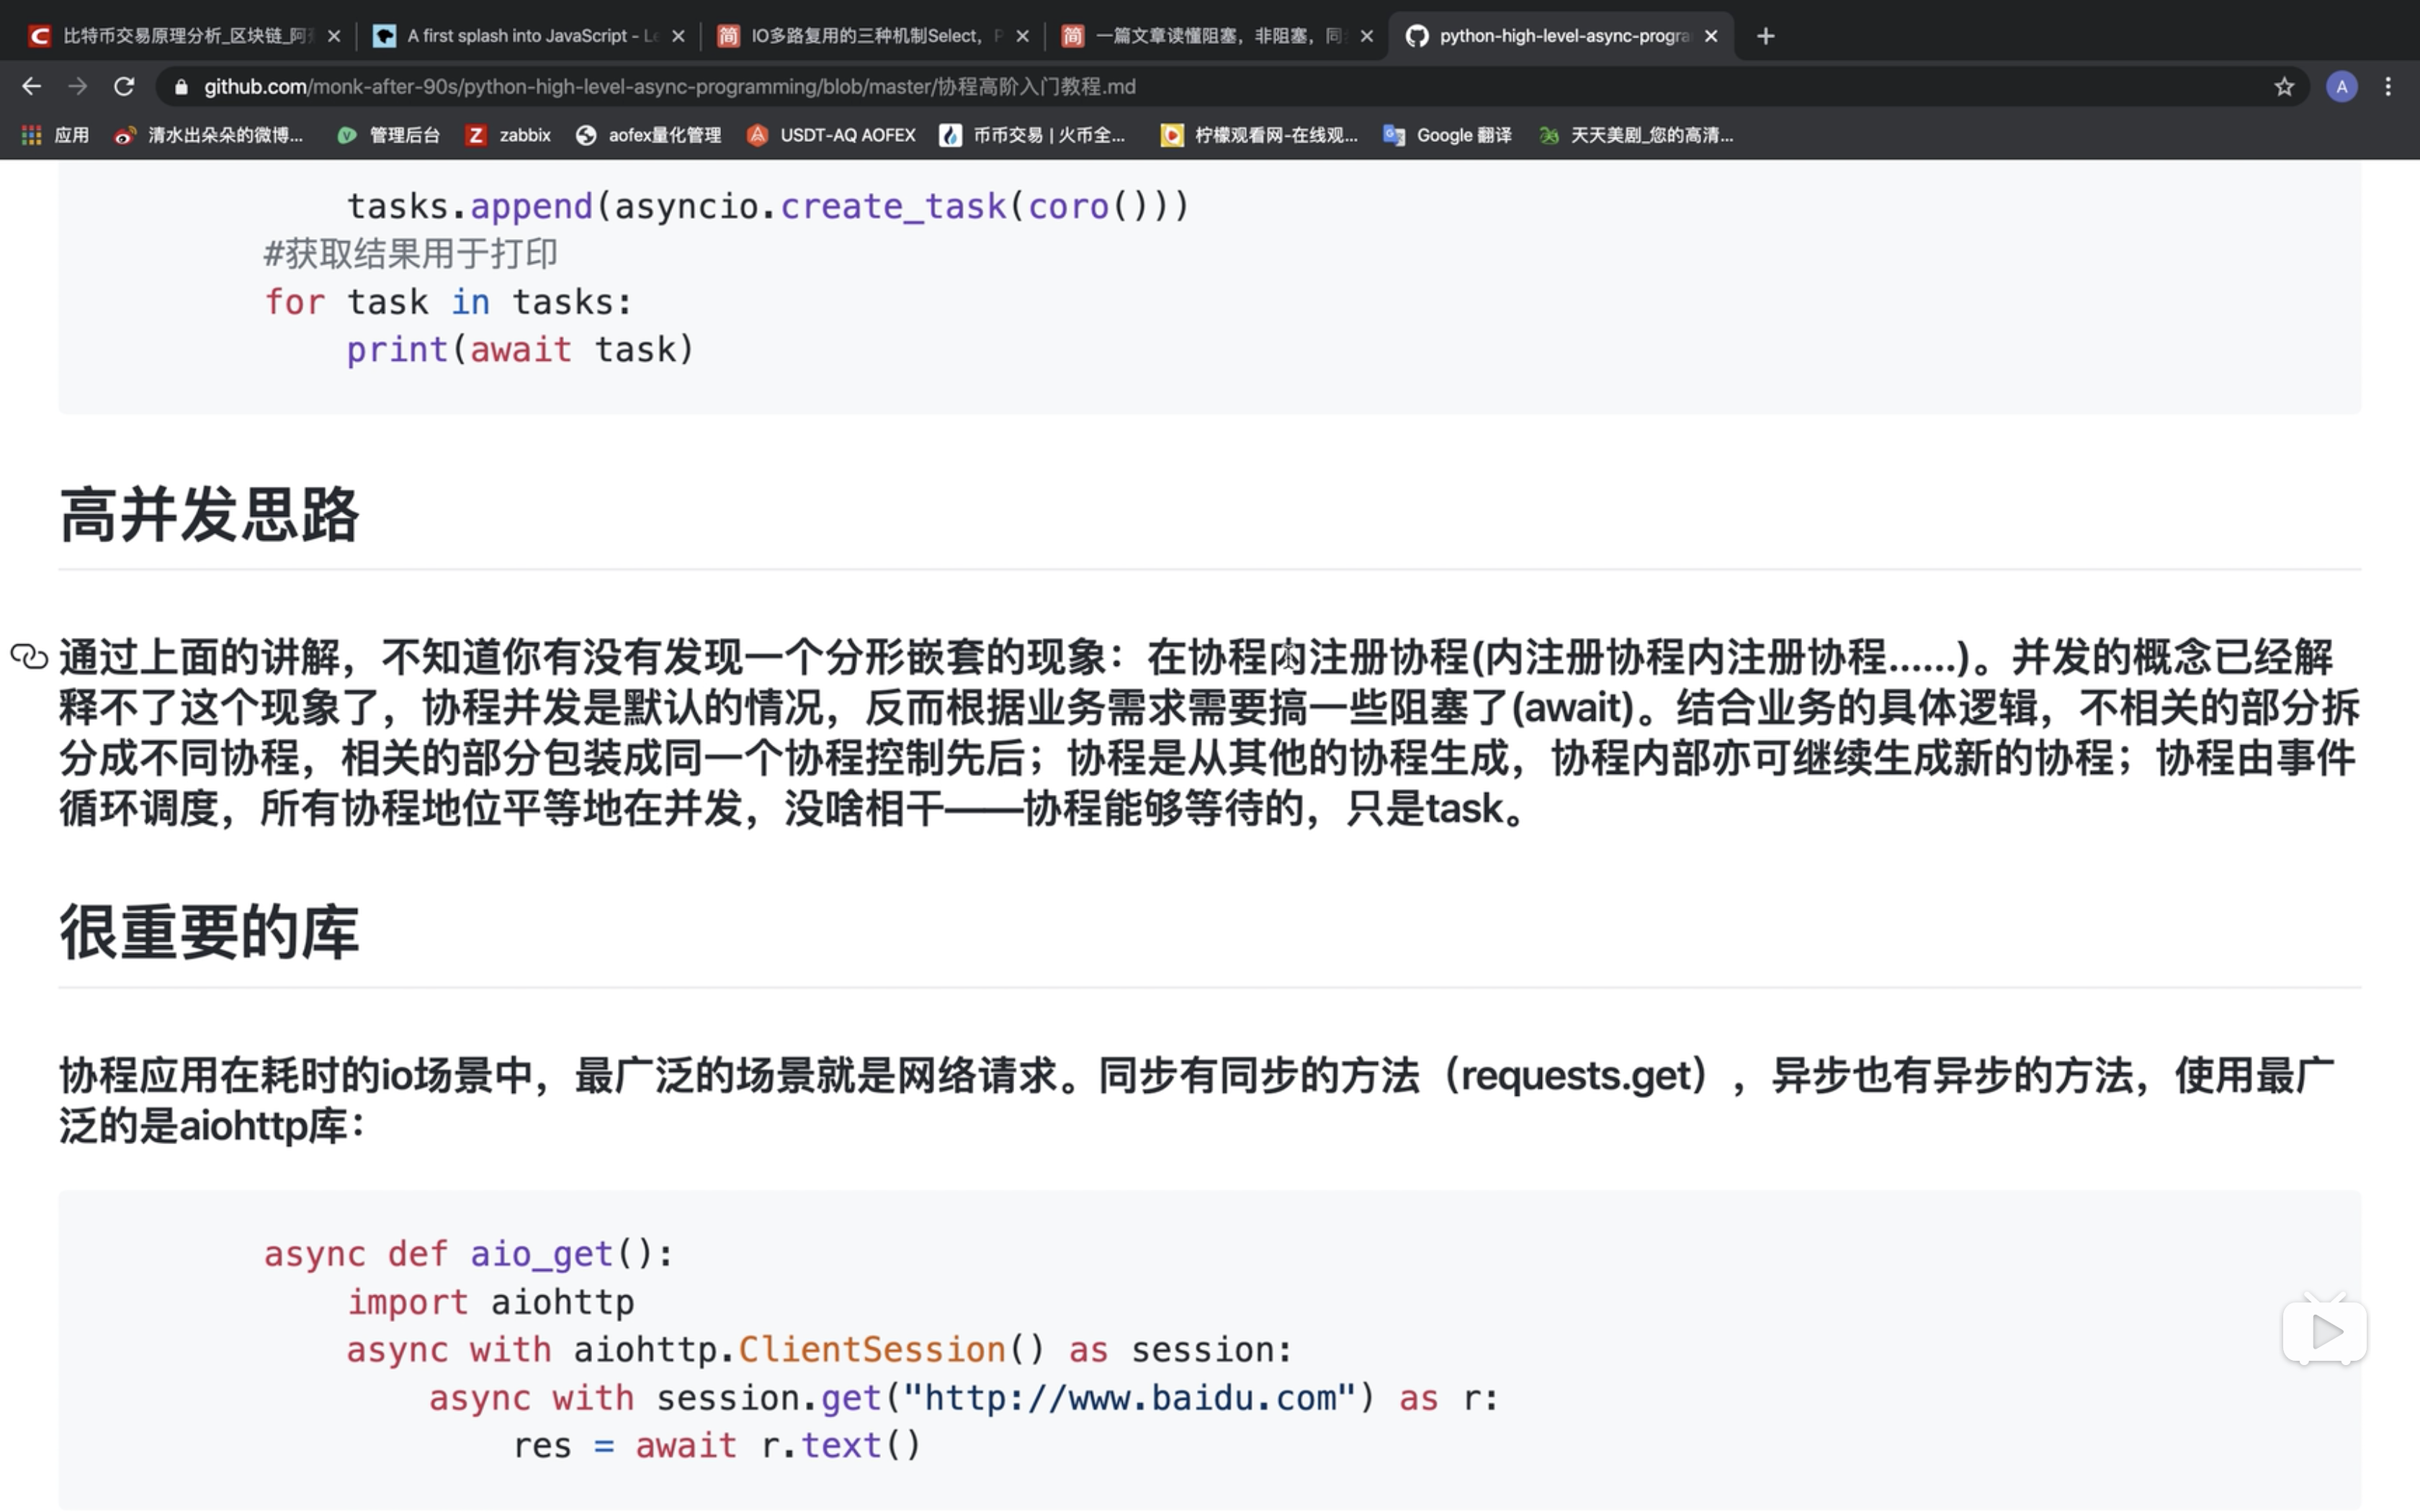 比特币交易原理分析_区块链_阿
A first splash into JavaScript - Le
IO多路复用的三种机制Select，P
一篇文章读懂阻塞，非阻塞，同
python-high-level-async-progra
github.com/monk-after-90s/python-high-level-async-programming/blob/master/协程高阶入门教程.md
A
应用
清水出朵朵的微博...
管理后台
zabbix
aofex量化管理
USDT-AQ AOFEX
币币交易 | 火币全...
柠檬观看网-在线观...
Google 翻译
天天美剧_您的高清...
tasks.append(asyncio.create_task(coro()))
#获取结果用于打印
for task in tasks:
print(await task)
高并发思路
通过上面的讲解，不知道你有没有发现一个分形嵌套的现象：在协程内注册协程(内注册协程内注册协程......)。并发的概念已经解
释不了这个现象了，协程并发是默认的情况，反而根据业务需求需要搞一些阻塞了(await)。结合业务的具体逻辑，不相关的部分拆
分成不同协程，相关的部分包装成同一个协程控制先后；协程是从其他的协程生成，协程内部亦可继续生成新的协程；协程由事件
循环调度，所有协程地位平等地在并发，没啥相干——协程能够等待的，只是task。
很重要的库
协程应用在耗时的io场景中，最广泛的场景就是网络请求。同步有同步的方法（requests.get），异步也有异步的方法，使用最广
泛的是aiohttp库：
async def aio_get():
import aiohttp
async with aiohttp.ClientSession() as session:
async with session.get("http://www.baidu.com") as r:
res = await r.text()